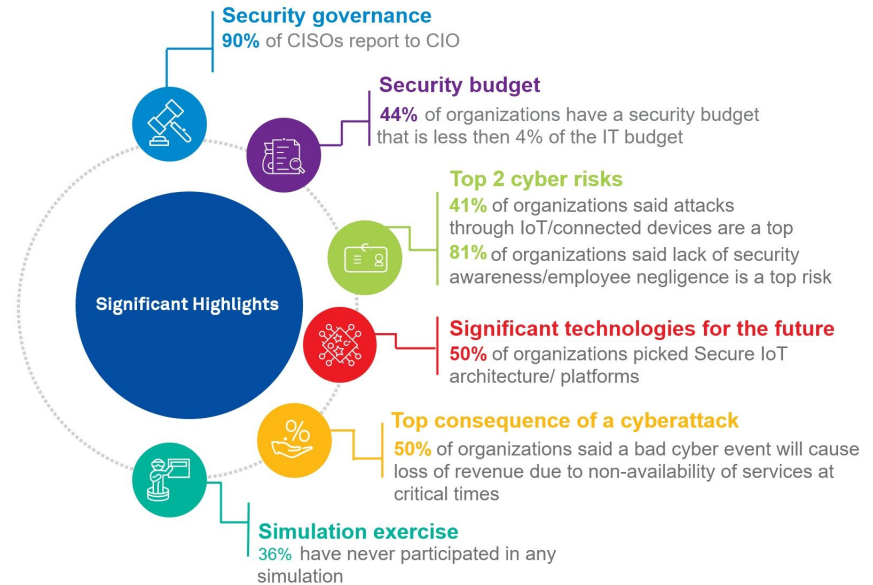 Security governance
90% of CISOs report to CIO
Security budget
44% of organizations have a security budget
that is less then 4% of the IT budget
Top 2 cyber risks
41% of organizations said attacks
through IoT/connected devices are a top
81% of organizations said lack of security
awareness/employee negligence is a top risk
Significant Highlights
Significant technologies for the future
50% of organizations picked Secure IoT
architecture/ platforms
Top consequence of a cyberattack
%
50% of organizations said a bad cyber event will cause
loss of revenue due to non-availability of services at
critical times
Simulation exercise
36% have never participated in any
simulation